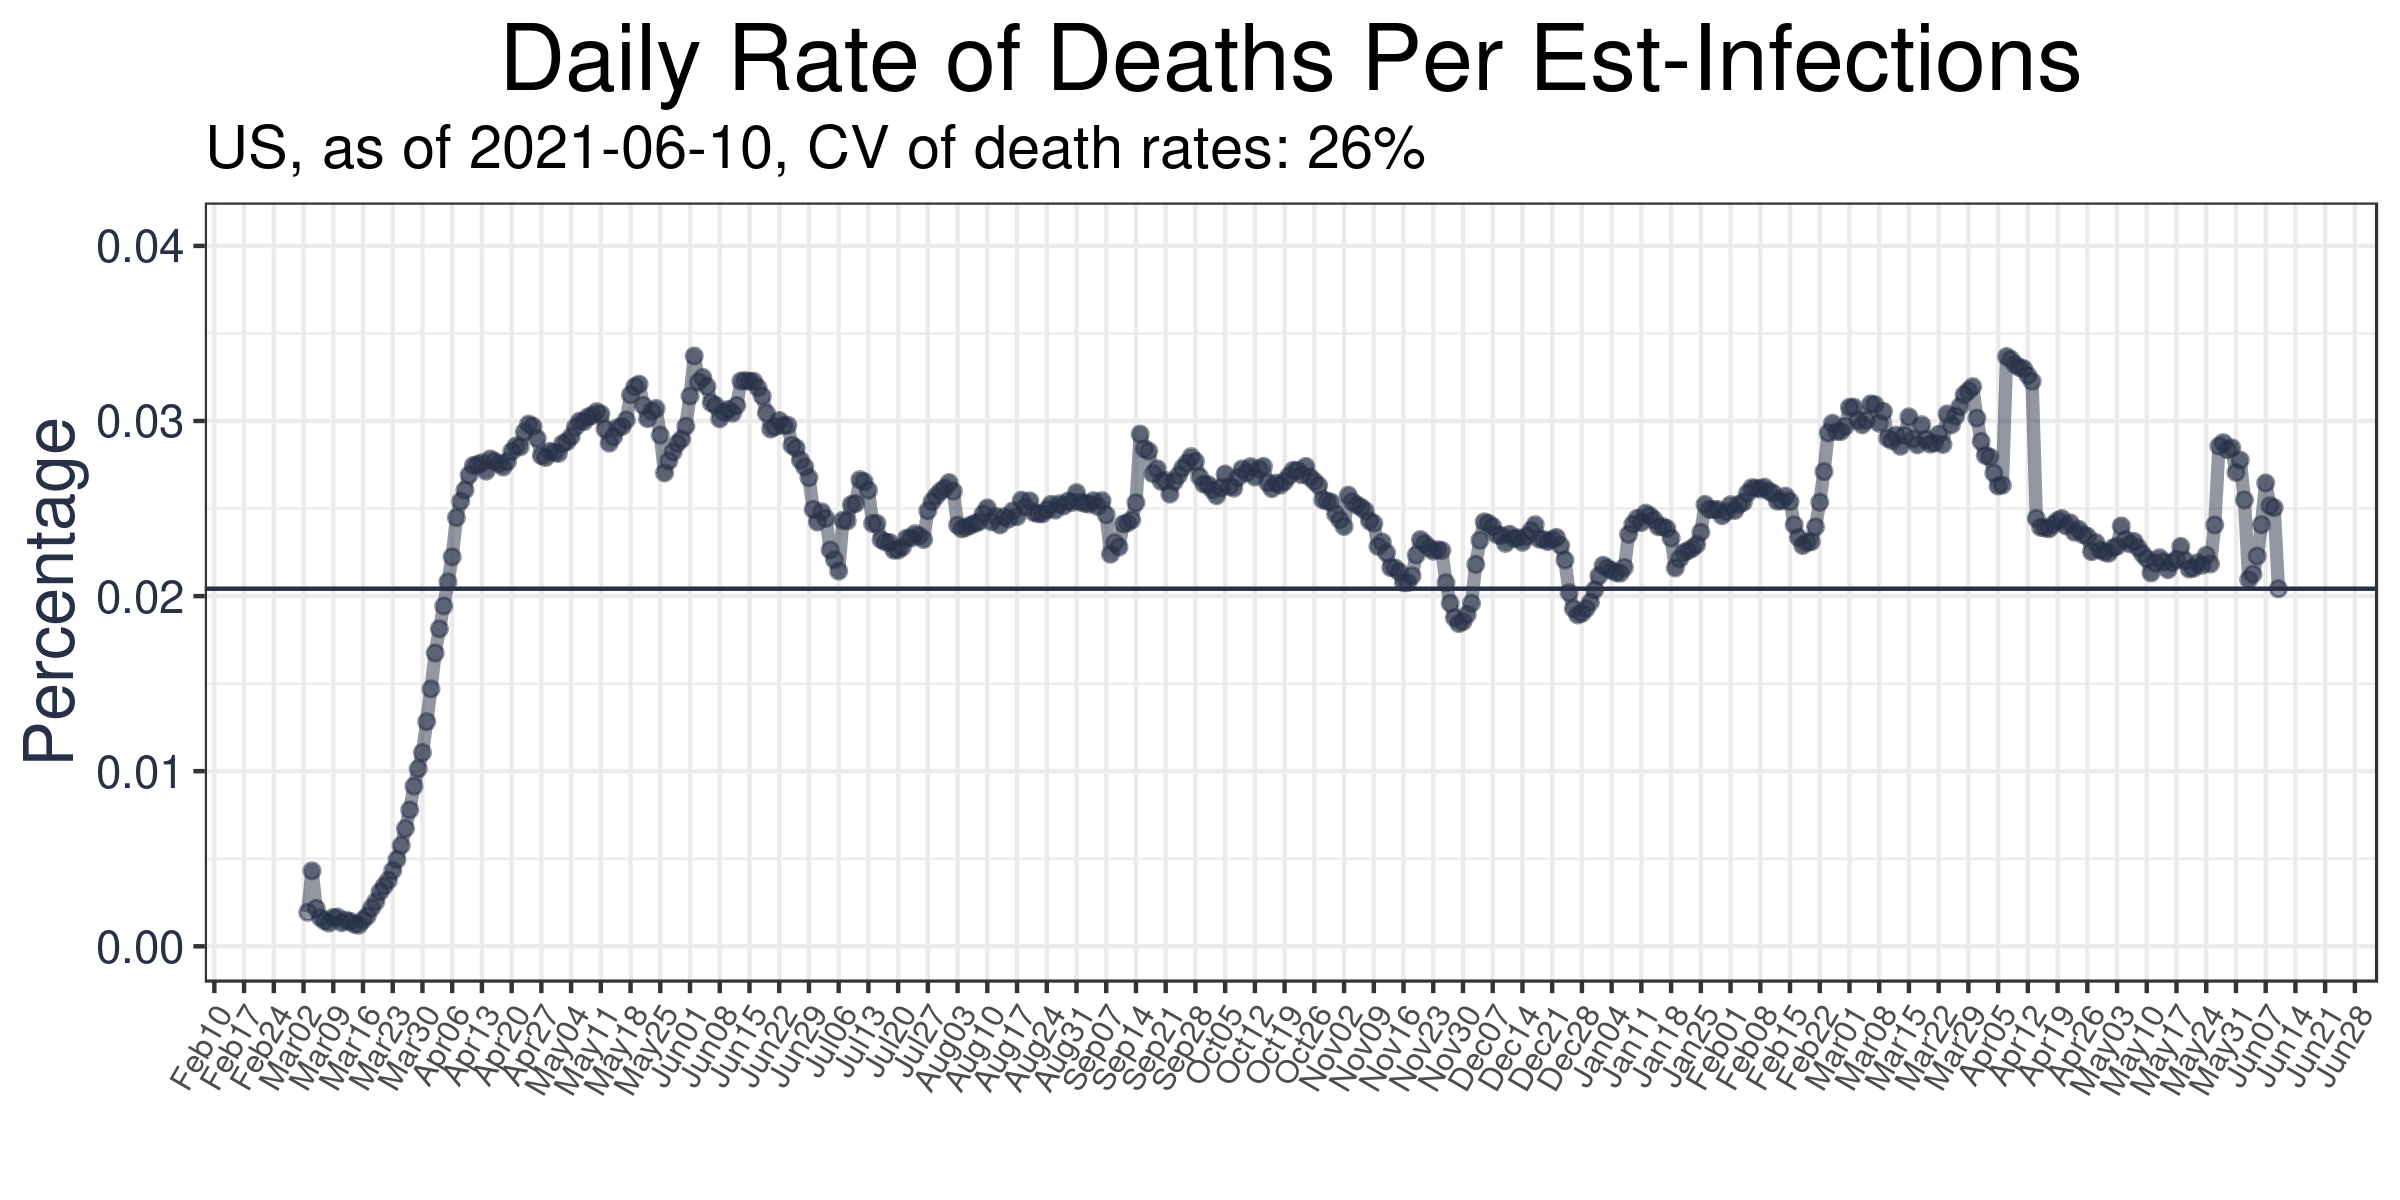 Daily Rate of Deaths Per Est-Infections
US, as of 2021-06-10, CV of death rates: 26%
Percentage
0.04
0.03
0.02
0.01
0.00
Feb10
Feb17
Feb24
Mar02
Mar09
Mar16
Mar23
Mar30
Apr06
Apr13
Apr20
Apr27
May04
May11
May18
May25
Jun01
Jun08
Jun15
Jun22
Jun29
Jul06
Jul13
Jul20
Jul27
Aug03
Aug10
Aug17
Aug24
Aug31
Sep07
Sep14
Sep21
Sep28
Oct05
Oct12
Oct19
Oct26
Nov02
Nov09
Nov16
Nov23
Nov30
Dec07
Dec14
Dec21
Dec28
Jan04
Jan11
Jan18
Jan25
Feb01
Feb08
Feb15
Feb22
Mar01
Mar08
Mar15
Mar22
Mar29
Apr05
Apr12
Apr19
Apr26
May03
May10
May17
May24
May31
Jun07
Jun14
Jun21
Jun28